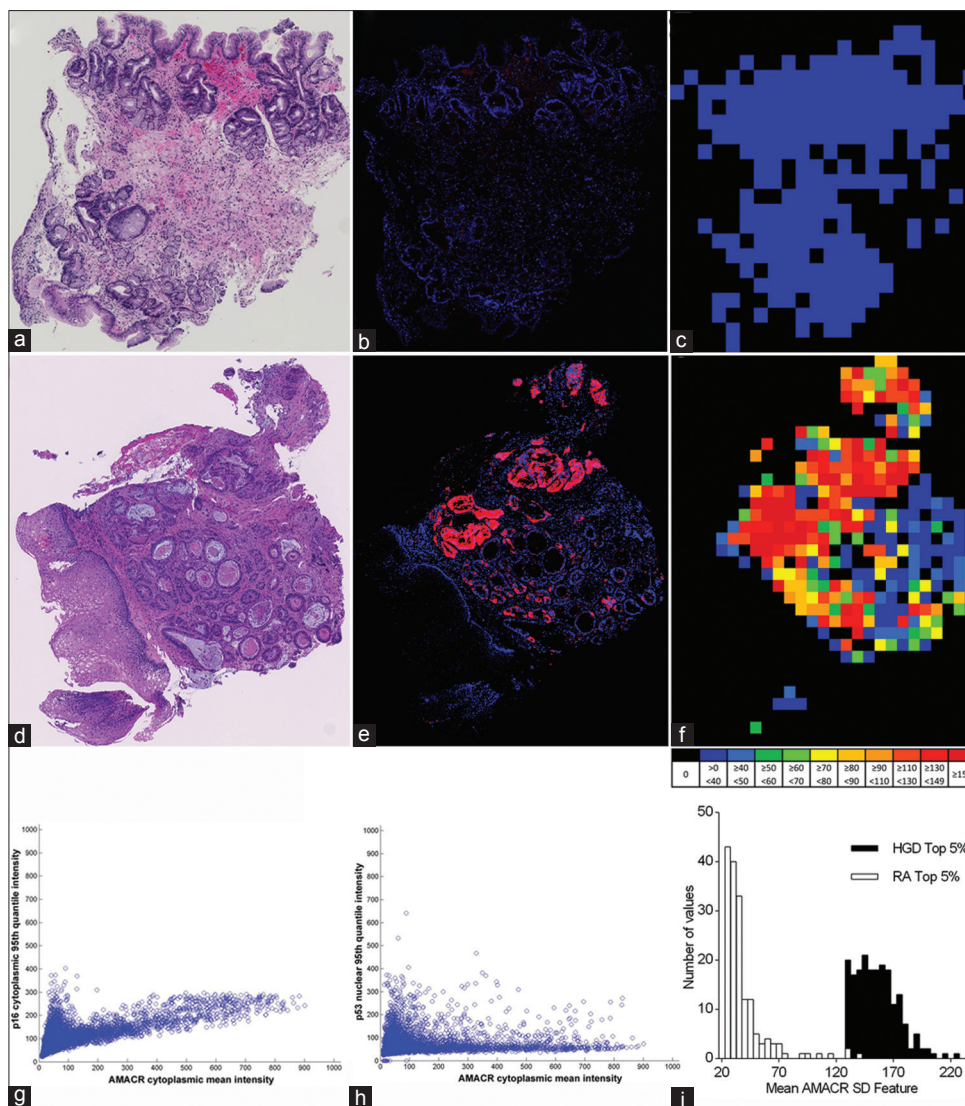 a
b
c
d
e
f
0 >0 ≥40 ≥50 ≥60 ≥70 ≥80 ≥90 ≥110 ≥130
<40 <50 <60 <70 <80 <90 <110 <130 <149
1000
900
800
700
600
500
400
300
200
100
0
p16 cytoplasmic 95th quantile intensity
0 100 200 300 400 500 600 700 800 900 1000
AMACR cytoplasmic mean intensity
g
1000
900
800
700
600
500
400
300
200
100
0
p53 nuclear 95th quantile intensity
0 100 200 300 400 500 600 700 800 900 1000
AMACR cytoplasmic mean intensity
h
50
40
30
20
10
0
Number of values
HGD Top 5%
RA Top 5%
20 70 120 170 220
Mean AMACR SD Feature
i